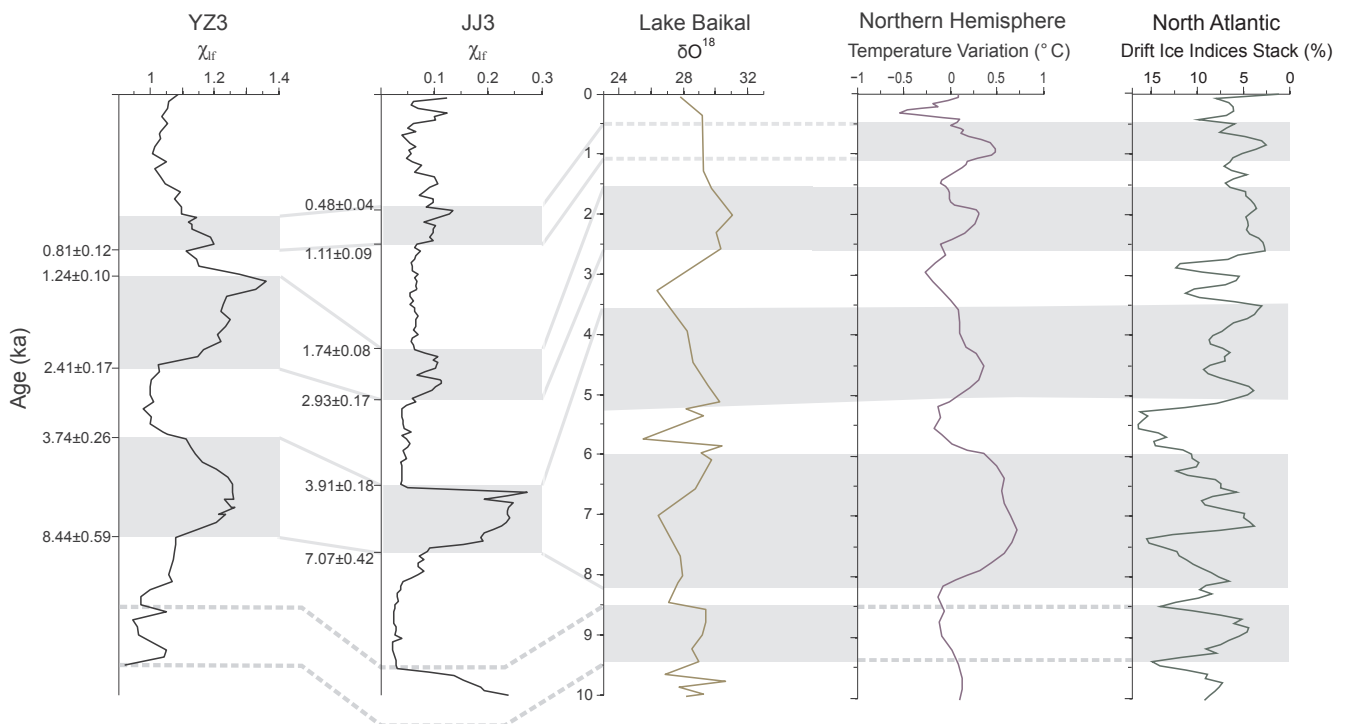 YZ3
χlf
1 1.2 1.4
JJ3
χlf
0.1 0.2 0.3
Lake Baikal
δO18
24 28 32
Northern Hemisphere
Temperature Variation (°C)
−1 −0.5 0 0.5 1
North Atlantic
Drift Ice Indices Stack (%)
15 10 5 0
Age (ka)
0.81±0.12
1.24±0.10
2.41±0.17
3.74±0.26
8.44±0.59
0.48±0.04
1.11±0.09
1.74±0.08
2.93±0.17
3.91±0.18
7.07±0.42
0
1
2
3
4
5
6
7
8
9
10